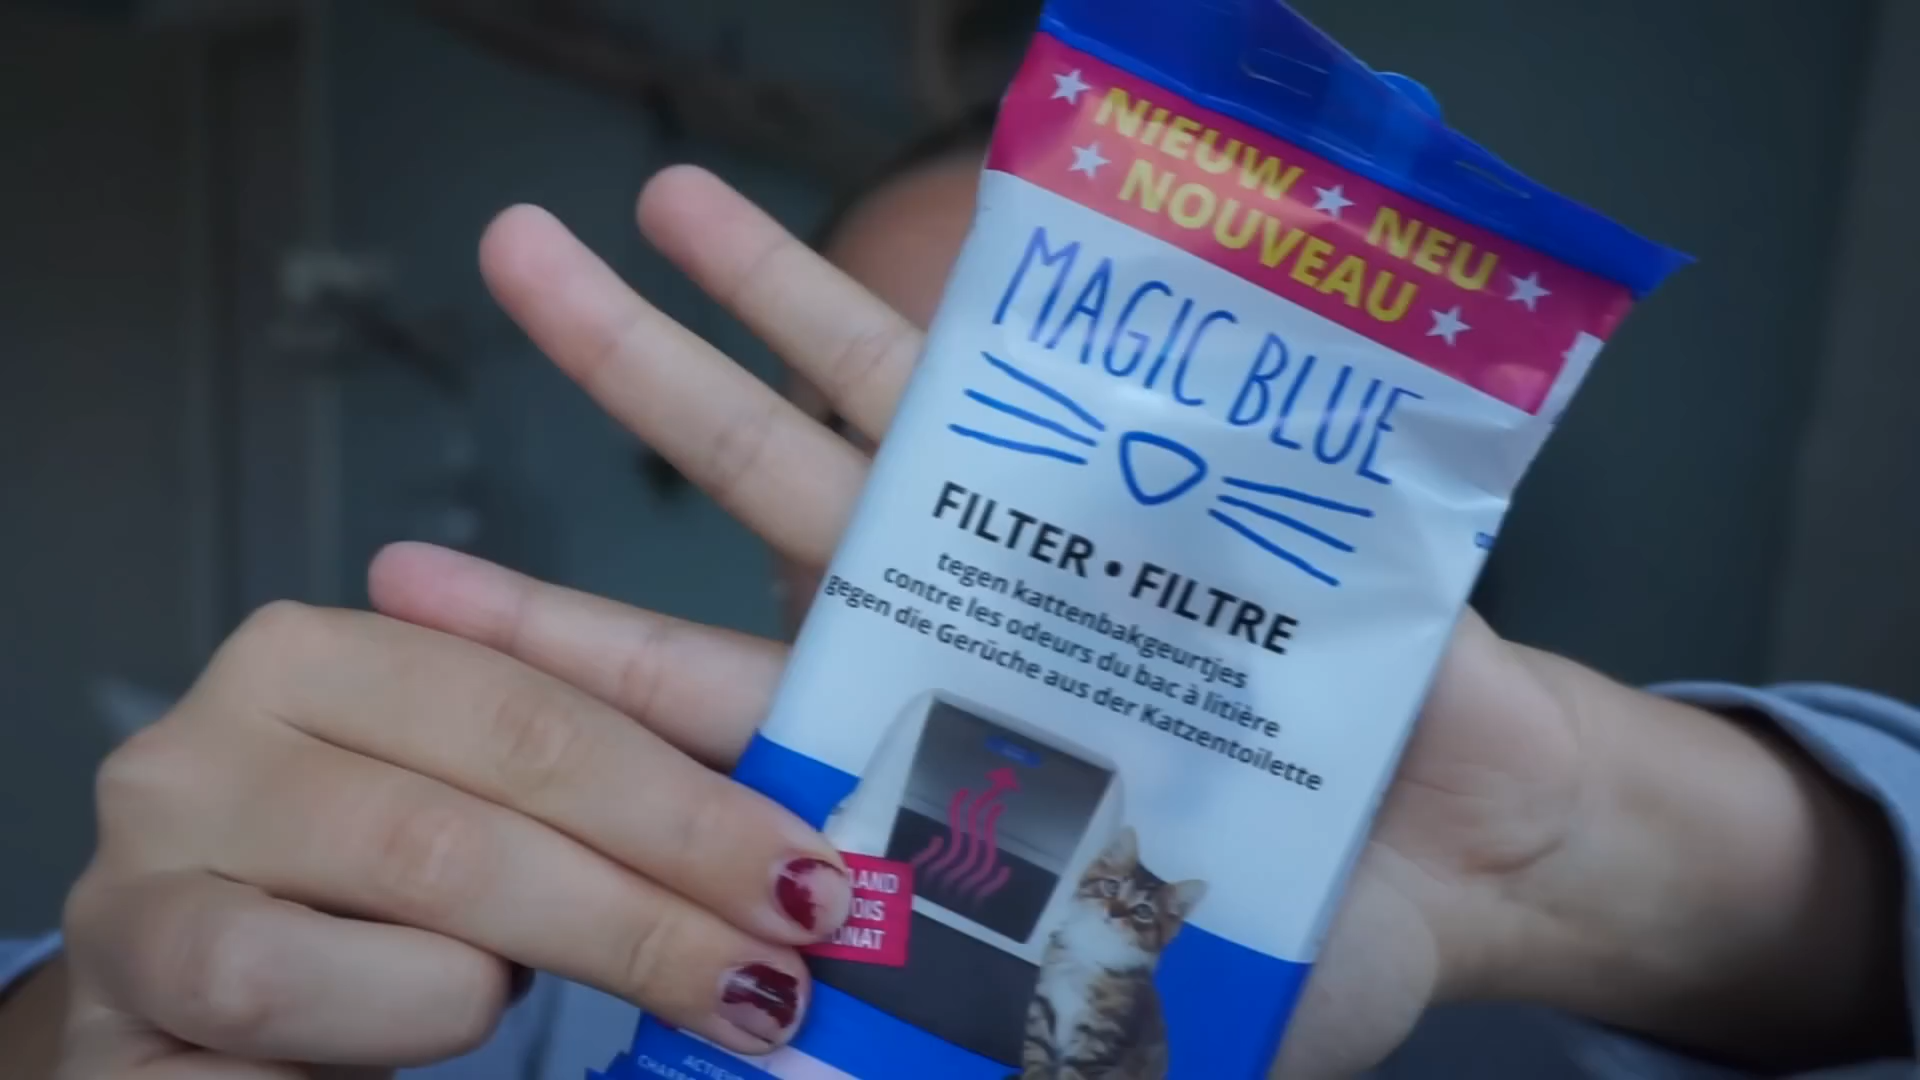 NIEUW NEU
NOUVEAU
MAGIC BLUE
FILTER • FILTRE
tegen kattenbakgeurtjes
contre les odeurs du bac à litière
gegen die Gerüche aus der Katzentoilette